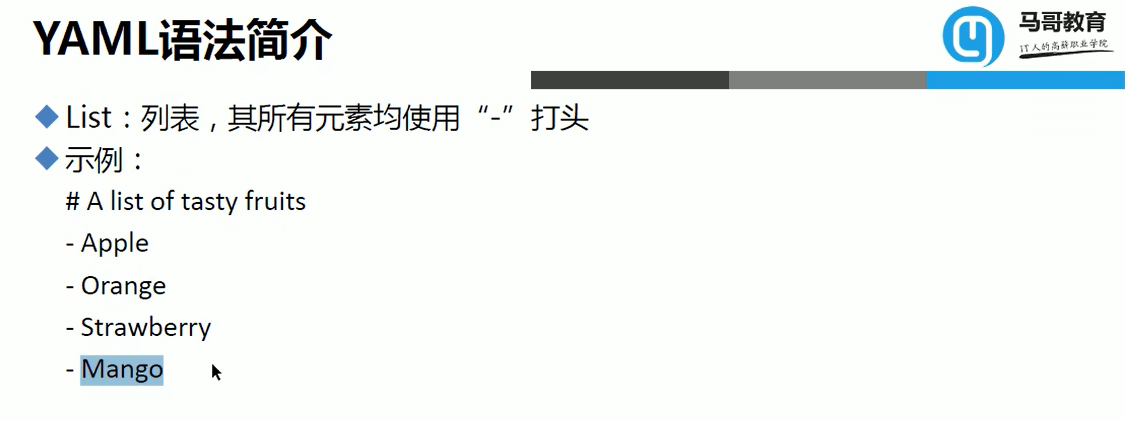 YAML语法简介
马哥教育
IT人的高薪职业学院
List：列表，其所有元素均使用“-”打头
示例：
# A list of tasty fruits
- Apple
- Orange
- Strawberry
- Mango